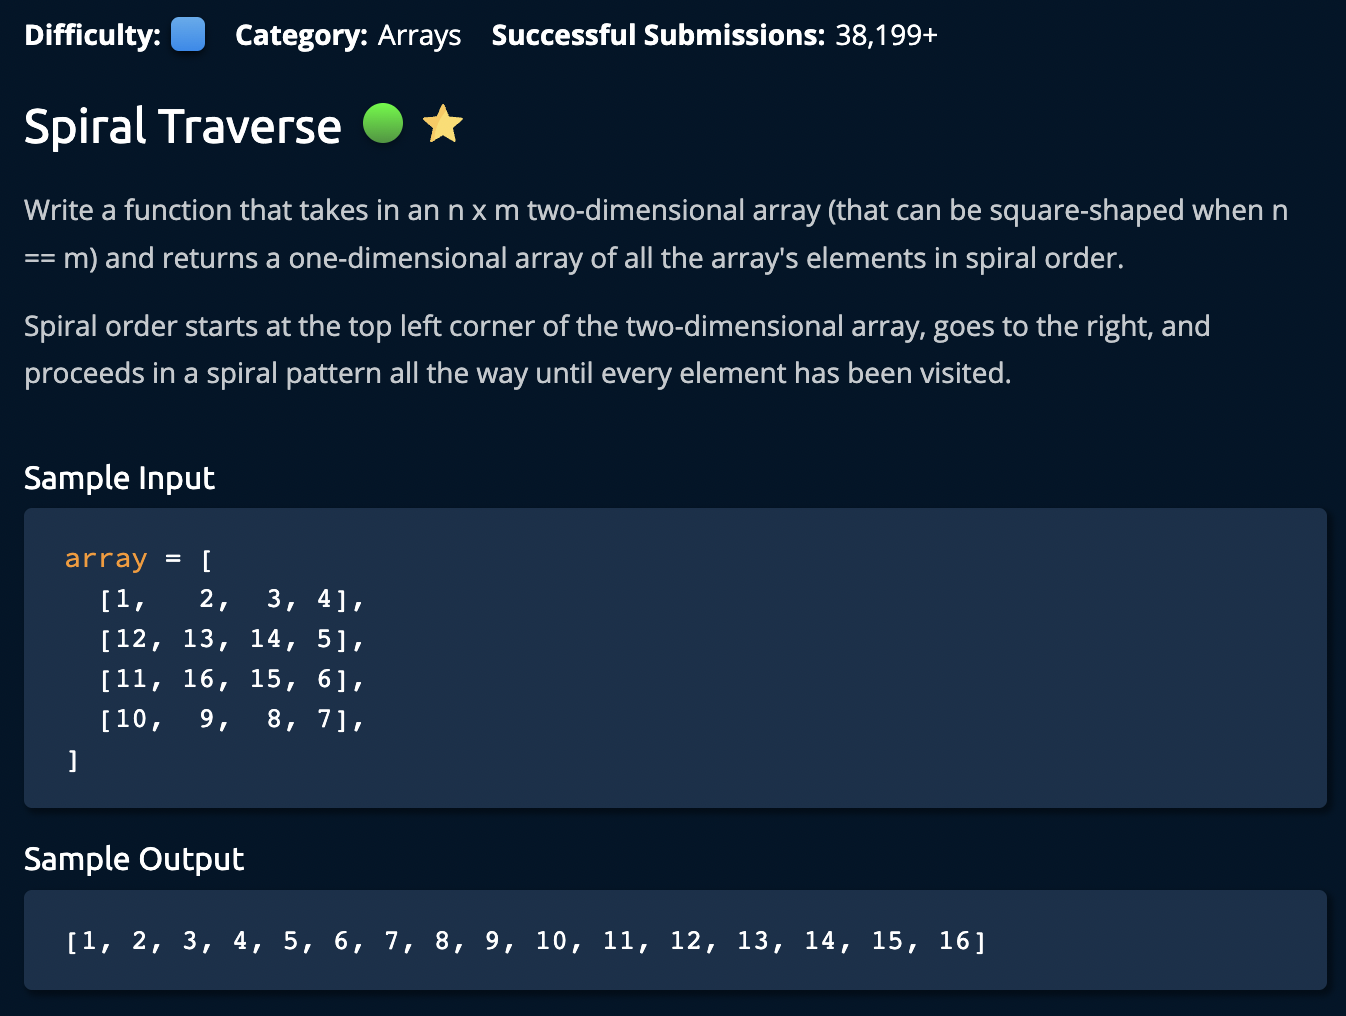 Difficulty: Category: Arrays Successful Submissions: 38,199+
Spiral Traverse
Write a function that takes in an n x m two-dimensional array (that can be square-shaped when n
== m) and returns a one-dimensional array of all the array's elements in spiral order.
Spiral order starts at the top left corner of the two-dimensional array, goes to the right, and
proceeds in a spiral pattern all the way until every element has been visited.
Sample Input
array = [
  [1,   2,  3, 4],
  [12, 13, 14, 5],
  [11, 16, 15, 6],
  [10,  9,  8, 7],
]
Sample Output
[1, 2, 3, 4, 5, 6, 7, 8, 9, 10, 11, 12, 13, 14, 15, 16]